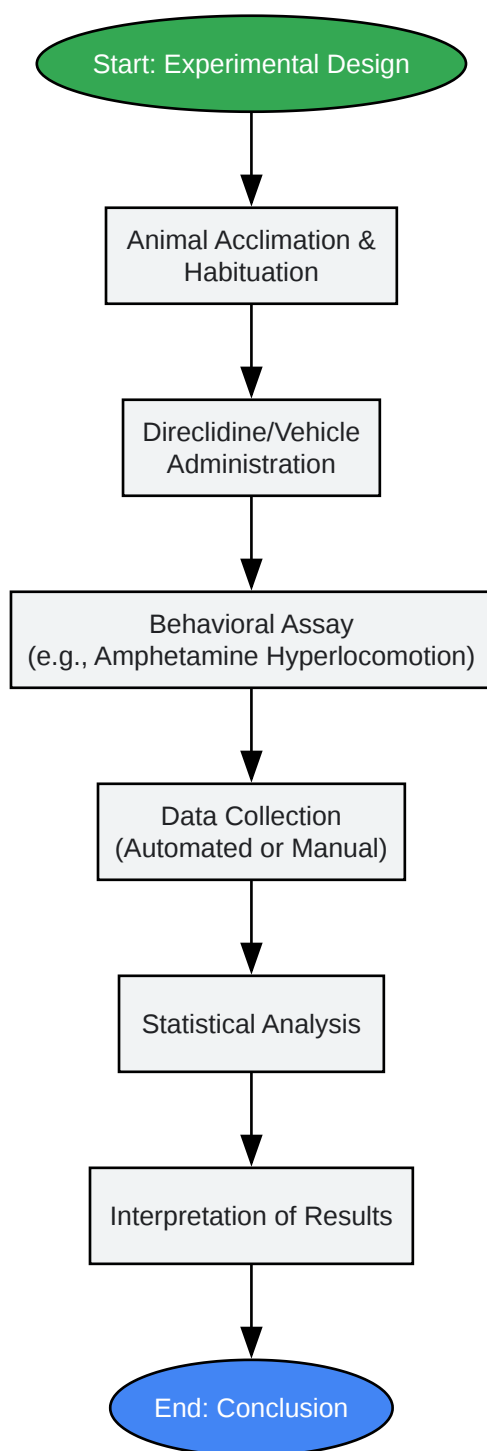 Start: Experimental Design
Animal Acclimation &
Habituation
Direclidine/Vehicle
Administration
Behavioral Assay
(e.g., Amphetamine Hyperlocomotion)
Data Collection
(Automated or Manual)
Statistical Analysis
Interpretation of Results
End: Conclusion